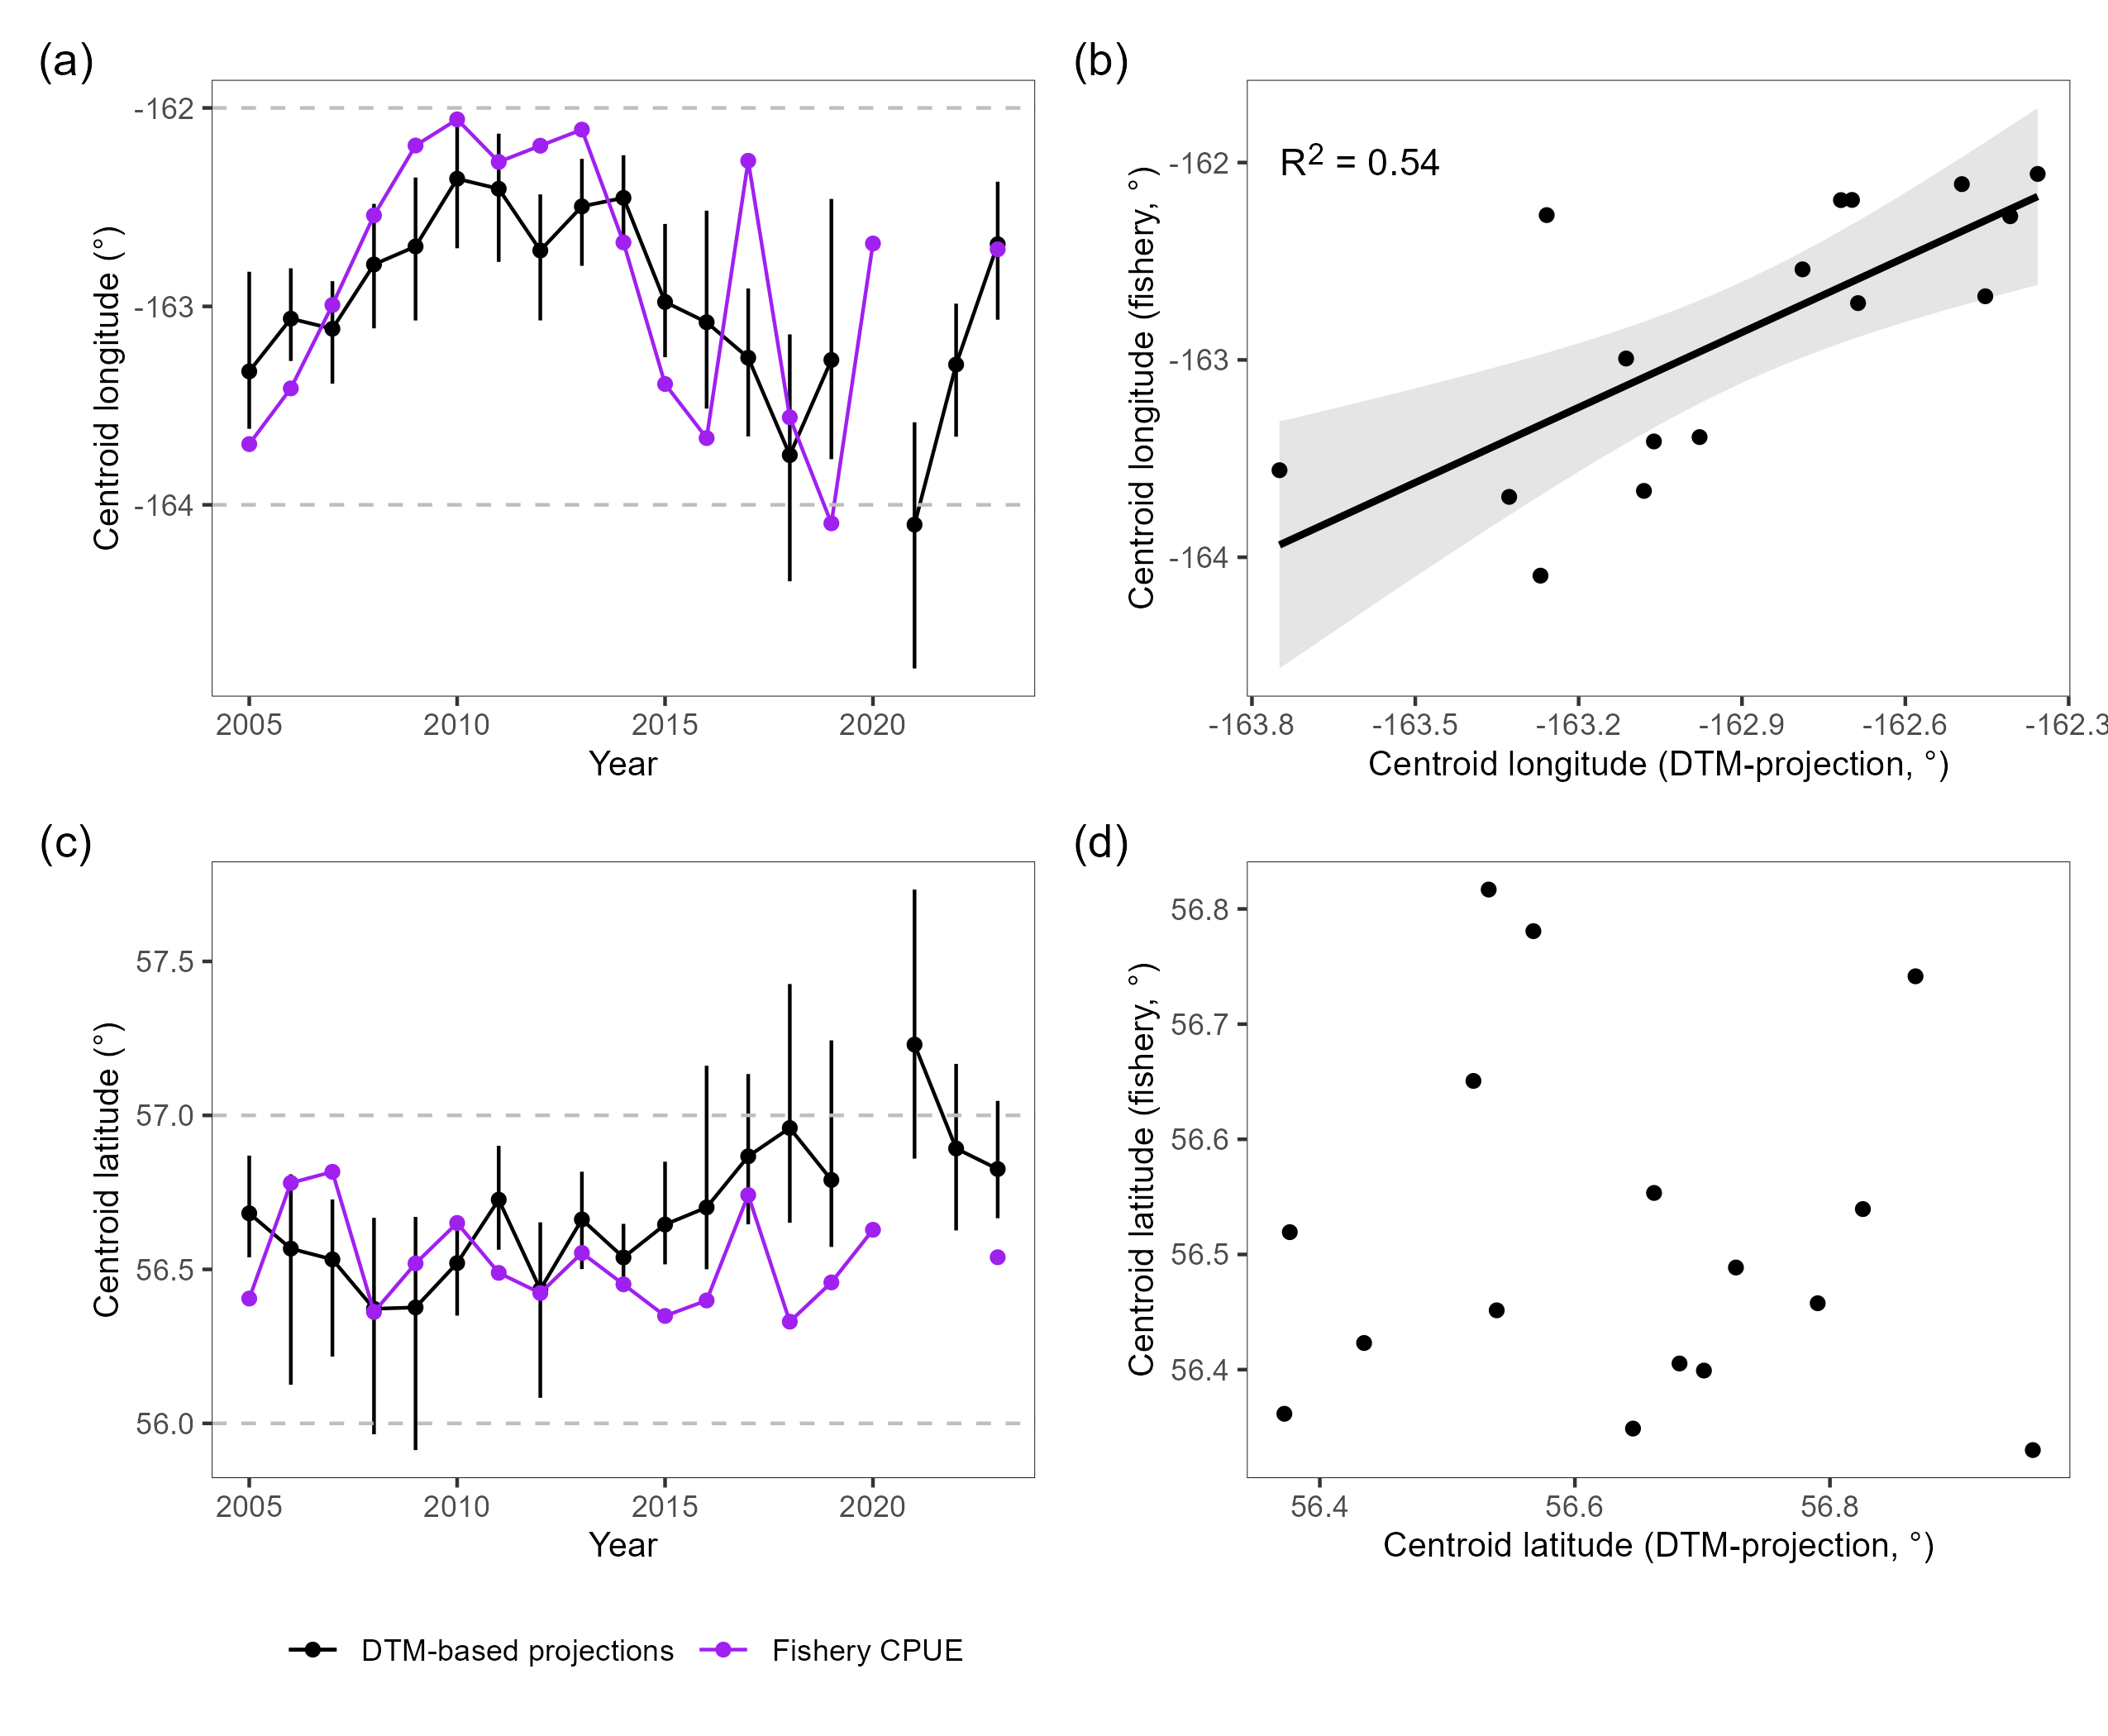 (a)
Centroid longitude (°)
-162
-163
-164
2005 2010 2015 2020
Year
(b)
R² = 0.54
Centroid longitude (fishery, °)
-162
-163
-164
-163.8 -163.5 -163.2 -162.9 -162.6 -162.3
Centroid longitude (DTM-projection, °)
(c)
Centroid latitude (°)
57.5
57.0
56.5
56.0
2005 2010 2015 2020
Year
(d)
Centroid latitude (fishery, °)
56.8
56.7
56.6
56.5
56.4
56.4 56.6 56.8
Centroid latitude (DTM-projection, °)
DTM-based projections Fishery CPUE